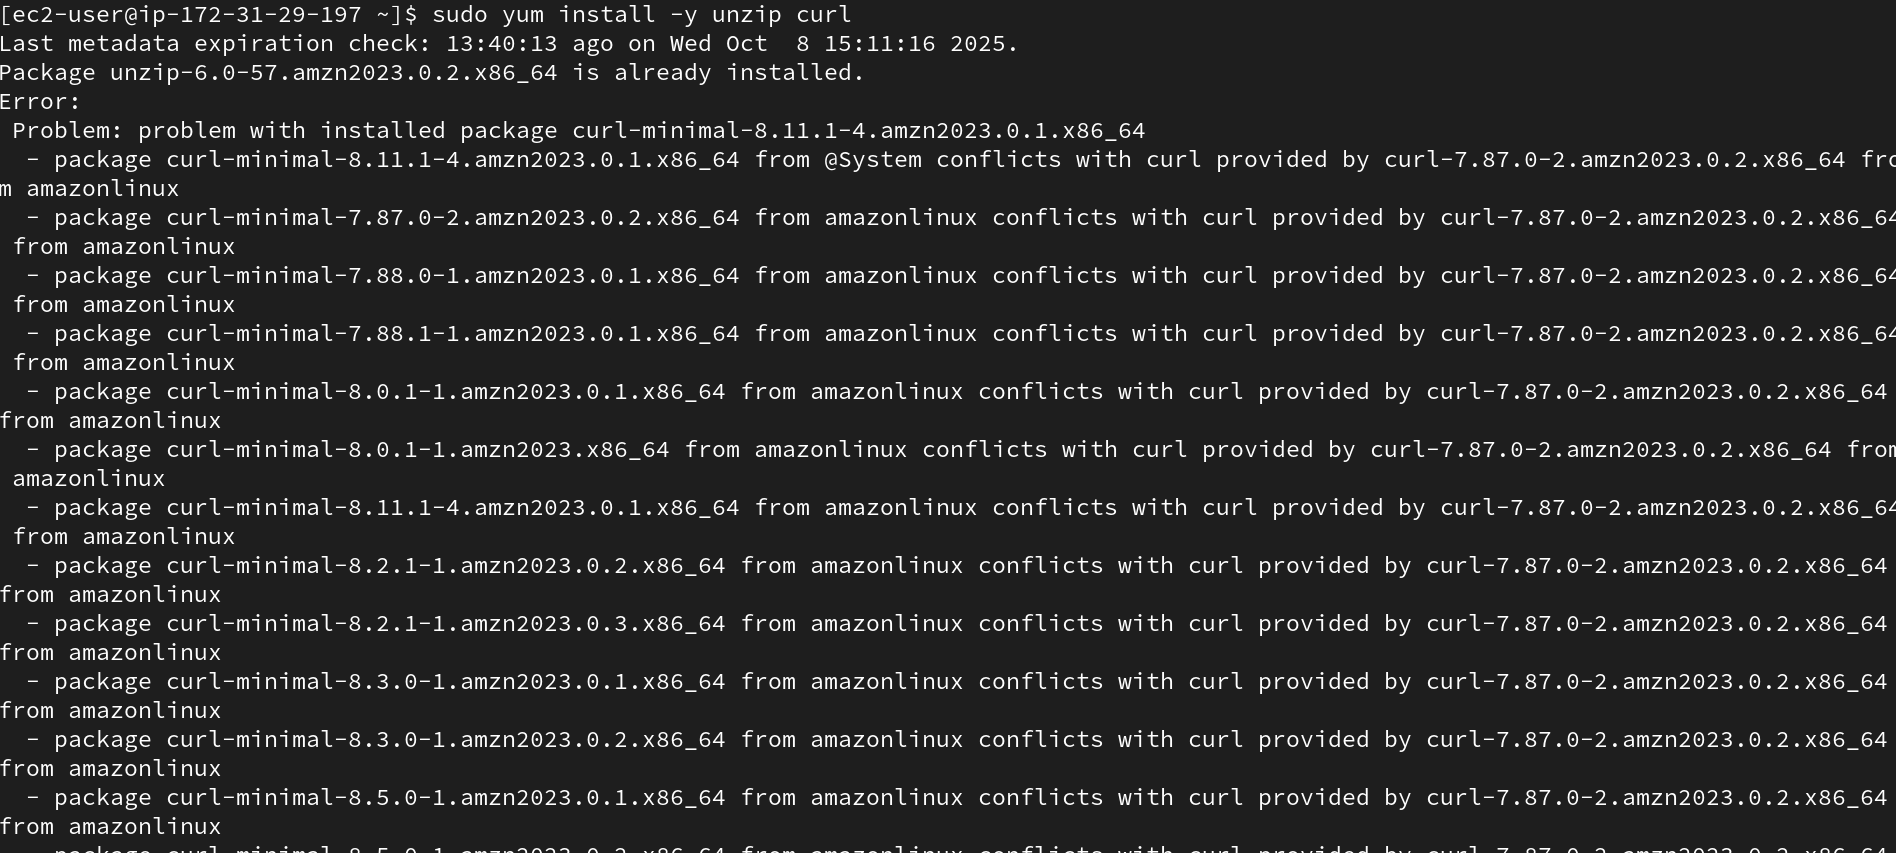 [ec2-user@ip-172-31-29-197 ~]$ sudo yum install -y unzip curl
Last metadata expiration check: 13:40:13 ago on Wed Oct  8 15:11:16 2025.
Package unzip-6.0-57.amzn2023.0.2.x86_64 is already installed.
Error:
 Problem: problem with installed package curl-minimal-8.11.1-4.amzn2023.0.1.x86_64
  - package curl-minimal-8.11.1-4.amzn2023.0.1.x86_64 from @System conflicts with curl provided by curl-7.87.0-2.amzn2023.0.2.x86_64 fro
m amazonlinux
  - package curl-minimal-7.87.0-2.amzn2023.0.2.x86_64 from amazonlinux conflicts with curl provided by curl-7.87.0-2.amzn2023.0.2.x86_64
 from amazonlinux
  - package curl-minimal-7.88.0-1.amzn2023.0.1.x86_64 from amazonlinux conflicts with curl provided by curl-7.87.0-2.amzn2023.0.2.x86_64
 from amazonlinux
  - package curl-minimal-7.88.1-1.amzn2023.0.1.x86_64 from amazonlinux conflicts with curl provided by curl-7.87.0-2.amzn2023.0.2.x86_64
 from amazonlinux
  - package curl-minimal-8.0.1-1.amzn2023.0.1.x86_64 from amazonlinux conflicts with curl provided by curl-7.87.0-2.amzn2023.0.2.x86_64
from amazonlinux
  - package curl-minimal-8.0.1-1.amzn2023.x86_64 from amazonlinux conflicts with curl provided by curl-7.87.0-2.amzn2023.0.2.x86_64 from
 amazonlinux
  - package curl-minimal-8.11.1-4.amzn2023.0.1.x86_64 from amazonlinux conflicts with curl provided by curl-7.87.0-2.amzn2023.0.2.x86_64
 from amazonlinux
  - package curl-minimal-8.2.1-1.amzn2023.0.2.x86_64 from amazonlinux conflicts with curl provided by curl-7.87.0-2.amzn2023.0.2.x86_64
from amazonlinux
  - package curl-minimal-8.2.1-1.amzn2023.0.3.x86_64 from amazonlinux conflicts with curl provided by curl-7.87.0-2.amzn2023.0.2.x86_64
from amazonlinux
  - package curl-minimal-8.3.0-1.amzn2023.0.1.x86_64 from amazonlinux conflicts with curl provided by curl-7.87.0-2.amzn2023.0.2.x86_64
from amazonlinux
  - package curl-minimal-8.3.0-1.amzn2023.0.2.x86_64 from amazonlinux conflicts with curl provided by curl-7.87.0-2.amzn2023.0.2.x86_64
from amazonlinux
  - package curl-minimal-8.5.0-1.amzn2023.0.1.x86_64 from amazonlinux conflicts with curl provided by curl-7.87.0-2.amzn2023.0.2.x86_64
from amazonlinux